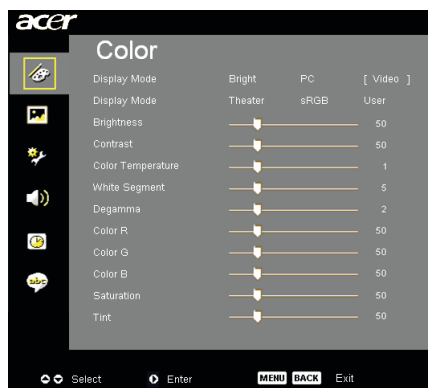 acer
Color
Display Mode Bright PC [ Video ]
Display Mode Theater sRGB User
Brightness 50
Contrast 50
Color Temperature 1
White Segment 5
Degamma 2
Color R 50
Color G 50
Color B 50
Saturation 50
Tint 50
abc
Select Enter MENU BACK Exit